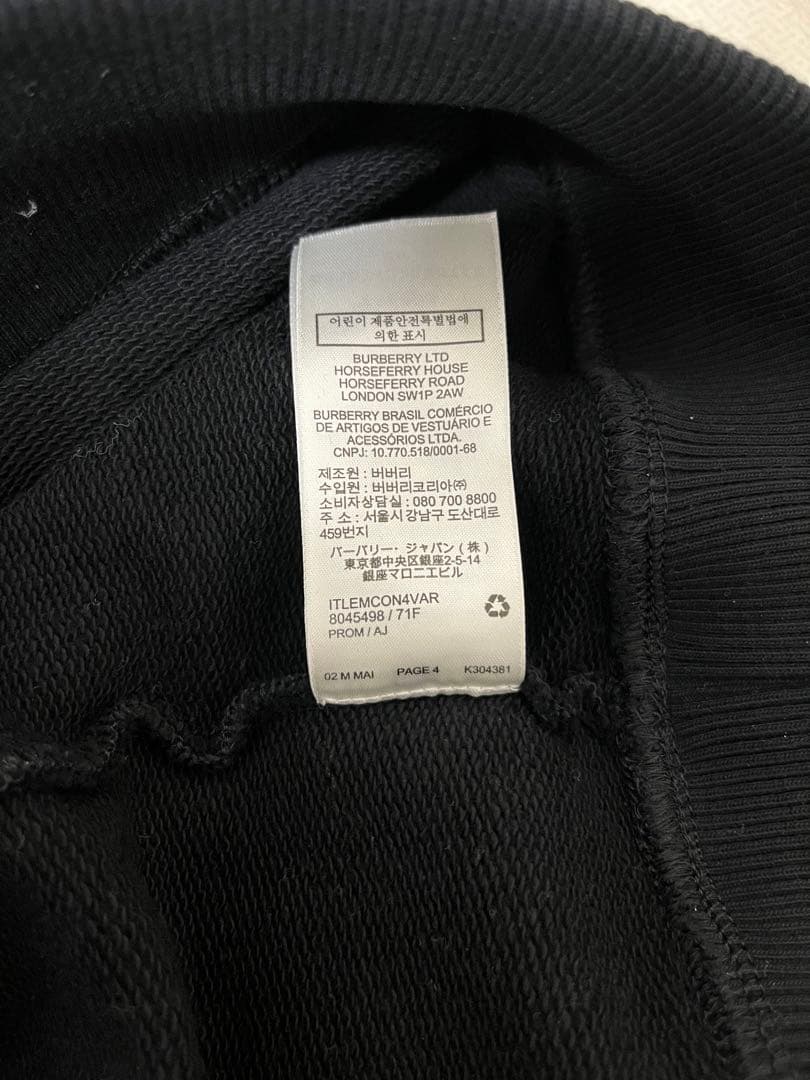 어린이 제품안전특별법에
의한 표시
BURBERRY LTD
HORSEFERRY HOUSE
HORSEFERRY ROAD
LONDON SW1P 2AW
BURBERRY BRASIL COMÉRCIO
DE ARTIGOS DE VESTUÁRIO E
ACESSÓRIOS LTDA.
CNPJ: 10.770.518/0001-68
제조원 : 버버리
수입원 : 버버리코리아㈜
소비자상담실 : 080 700 8800
주 소 : 서울시 강남구 도산대로
459번지
バーバリー・ジャパン（株）
東京都中央区銀座2-5-14
銀座マロニエビル
ITLEMCON4VAR
8045498 / 71F
PROM / AJ
02 M MAI PAGE 4 K304381